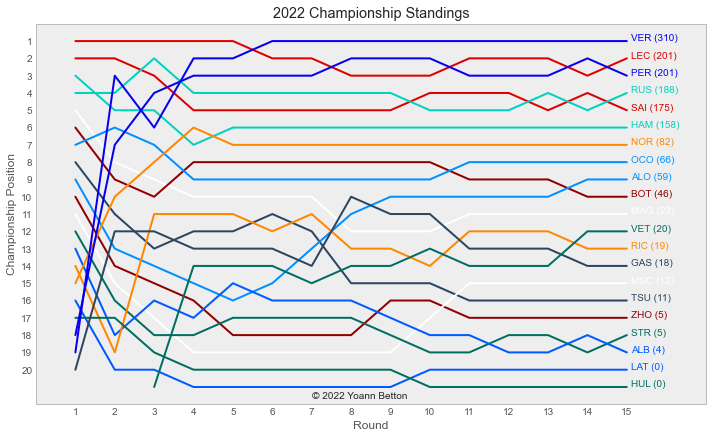 2022 Championship Standings
Championship Position
1
2
3
4
5
6
7
8
9
10
11
12
13
14
15
16
17
18
19
20
VER (310)
LEC (201)
PER (201)
RUS (188)
SAI (175)
HAM (158)
NOR (82)
OCO (66)
ALO (59)
BOT (46)
MAG (22)
VET (20)
RIC (19)
GAS (18)
MSC (12)
TSU (11)
ZHO (5)
STR (5)
ALB (4)
LAT (0)
HUL (0)
© 2022 Yoann Betton
1 2 3 4 5 6 7 8 9 10 11 12 13 14 15
Round